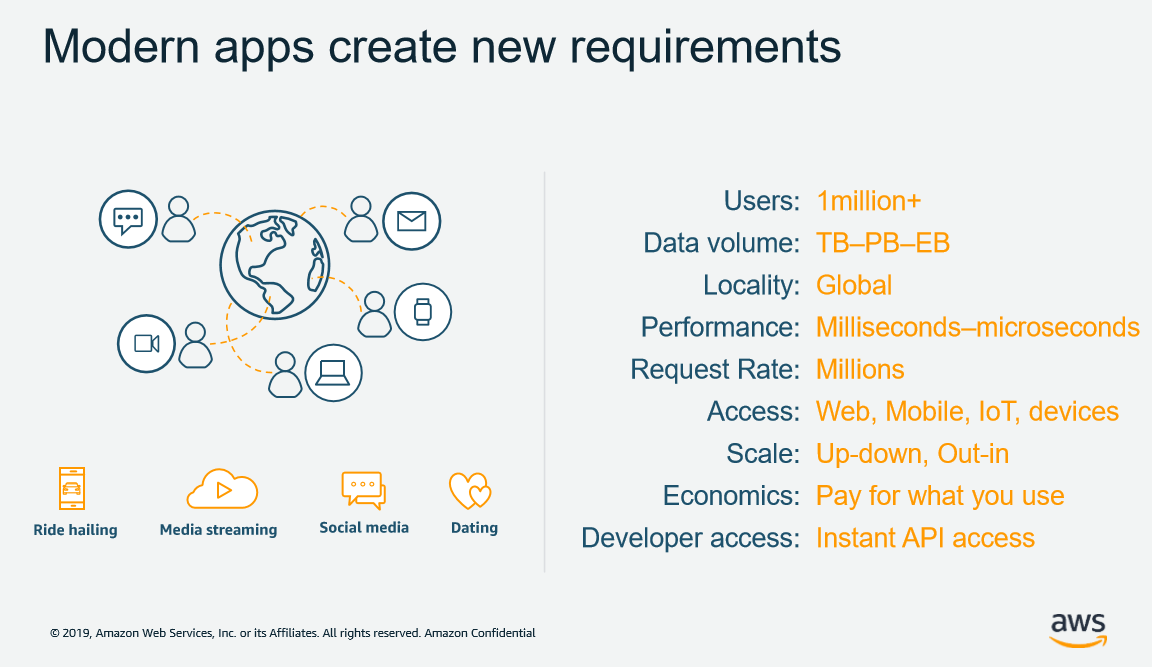 Modern apps create new requirements
Ride hailing
Media streaming
Social media
Dating
Users: 1million+
Data volume: TB–PB–EB
Locality: Global
Performance: Milliseconds–microseconds
Request Rate: Millions
Access: Web, Mobile, IoT, devices
Scale: Up-down, Out-in
Economics: Pay for what you use
Developer access: Instant API access
© 2019, Amazon Web Services, Inc. or its Affiliates. All rights reserved. Amazon Confidential
aws